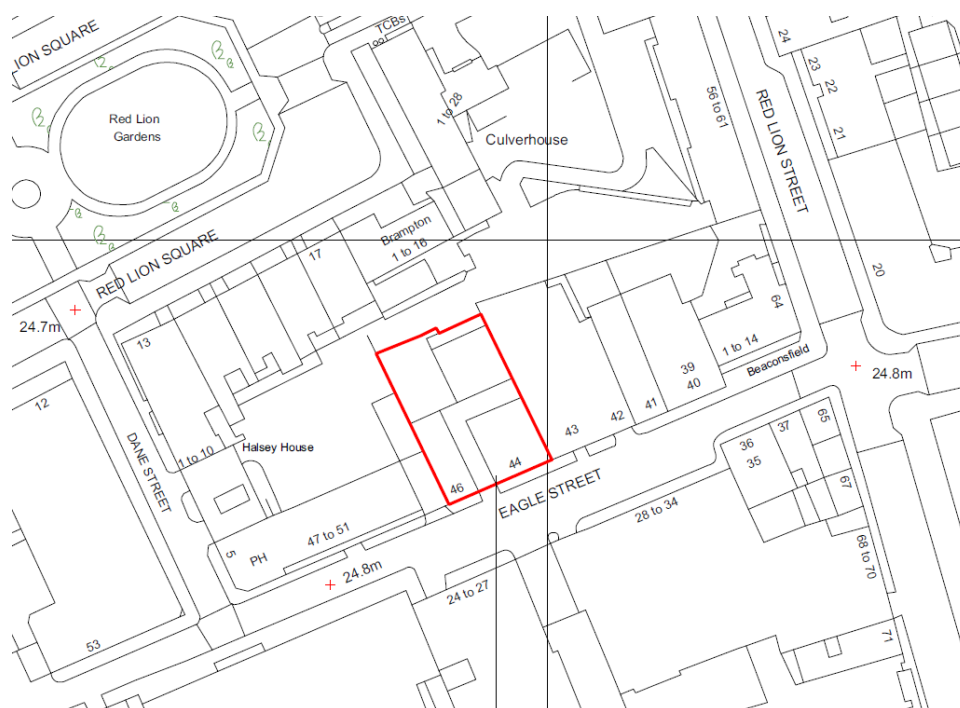 TCBs
ION SQUARE
24
Red Lion
Gardens
1 to 28
Culverhouse
56 to 61
RED LION STREET
23
22
21
RED LION SQUARE
Brampton
1 to 16
17
20
24.7m
13
64
1 to 14
Beaconsfield
24.8m
39
40
12
41
42
43
65
37
36
35
DANE STREET
1 to 10
Halsey House
44
46
EAGLE STREET
67
28 to 34
47 to 51
5
PH
24.8m
68 to 70
24 to 27
53
71